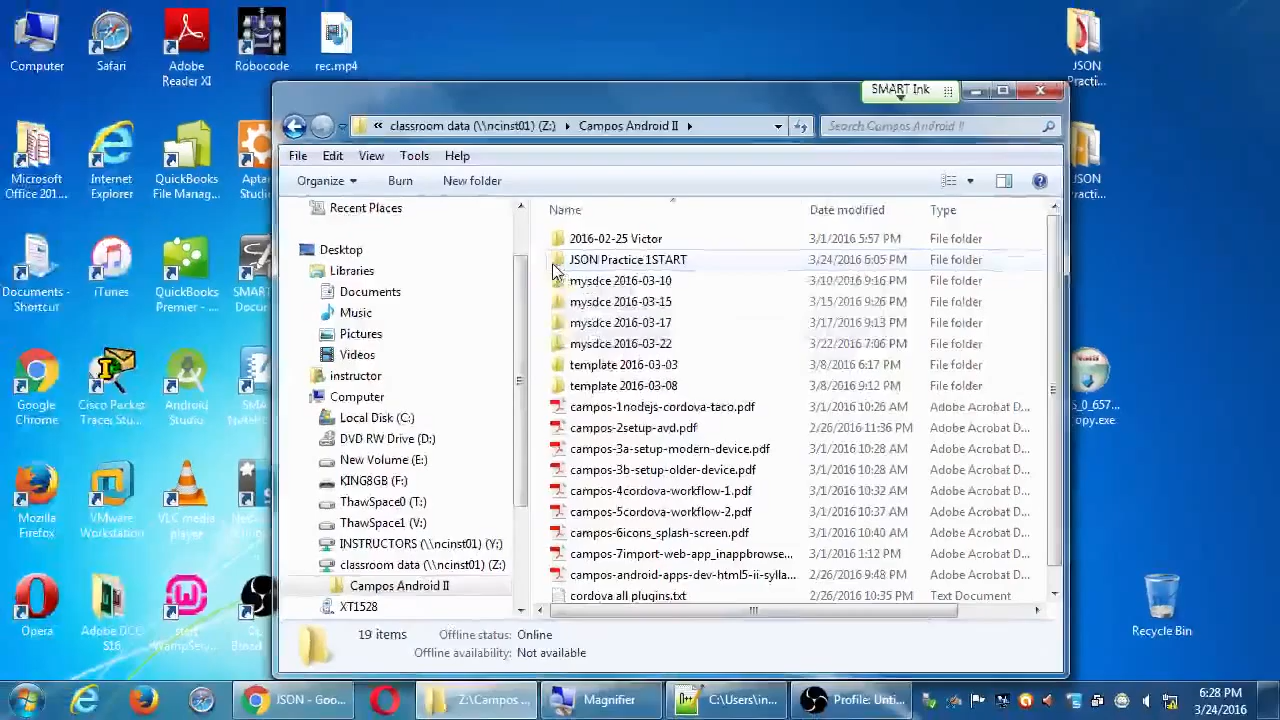 Computer
Safari
Adobe
Reader XI
Robocode
rec.mp4
JSON
Practi...
Microsoft
Office 201...
Internet
Explorer
QuickBooks
File Manag...
Aptan
Studio
JSON
Practi...
Documents -
Shortcut
iTunes
QuickBooks
Premier - ...
SMAR
Docum
Google
Chrome
Cisco Packet
Tracer Stu...
Android
Studio
SMA
Notebo
S_0_657...
opy.exe
Mozilla
Firefox
VMware
Workstation
VLC media
player
Opera
Adobe DCC
S16
start
WampServ...
Recycle Bin
SMART Ink
« classroom data (\\ncinst01) (Z:) ▸ Campos Android II ▸
Search Campos Android II
File Edit View Tools Help
Organize ▾ Burn New folder
Recent Places
Desktop
Libraries
Documents
Music
Pictures
Videos
instructor
Computer
Local Disk (C:)
DVD RW Drive (D:)
New Volume (E:)
KING8GB (F:)
ThawSpace0 (T:)
ThawSpace1 (V:)
INSTRUCTORS (\\ncinst01) (Y:)
classroom data (\\ncinst01) (Z:)
Campos Android II
XT1528
Name Date modified Type
2016-02-25 Victor 3/1/2016 5:57 PM File folder
JSON Practice 1START 3/24/2016 6:05 PM File folder
mysdce 2016-03-10 3/10/2016 9:16 PM File folder
mysdce 2016-03-15 3/15/2016 9:26 PM File folder
mysdce 2016-03-17 3/17/2016 9:13 PM File folder
mysdce 2016-03-22 3/22/2016 7:06 PM File folder
template 2016-03-03 3/8/2016 6:17 PM File folder
template 2016-03-08 3/8/2016 9:12 PM File folder
campos-1nodejs-cordova-taco.pdf 3/1/2016 10:26 AM Adobe Acrobat D...
campos-2setup-avd.pdf 2/26/2016 11:36 PM Adobe Acrobat D...
campos-3a-setup-modern-device.pdf 3/1/2016 10:28 AM Adobe Acrobat D...
campos-3b-setup-older-device.pdf 3/1/2016 10:28 AM Adobe Acrobat D...
campos-4cordova-workflow-1.pdf 3/1/2016 10:32 AM Adobe Acrobat D...
campos-5cordova-workflow-2.pdf 3/1/2016 10:37 AM Adobe Acrobat D...
campos-6icons_splash-screen.pdf 3/1/2016 10:40 AM Adobe Acrobat D...
campos-7import-web-app_inappbrowse... 3/1/2016 1:12 PM Adobe Acrobat D...
campos-android-apps-dev-html5-ii-sylla... 2/26/2016 9:48 PM Adobe Acrobat D...
cordova all plugins.txt 2/26/2016 10:35 PM Text Document
19 items Offline status: Online
Offline availability: Not available
JSON - Goo... Z:\Campos ... Magnifier C:\Users\in... Profile: Unti...
6:28 PM
3/24/2016